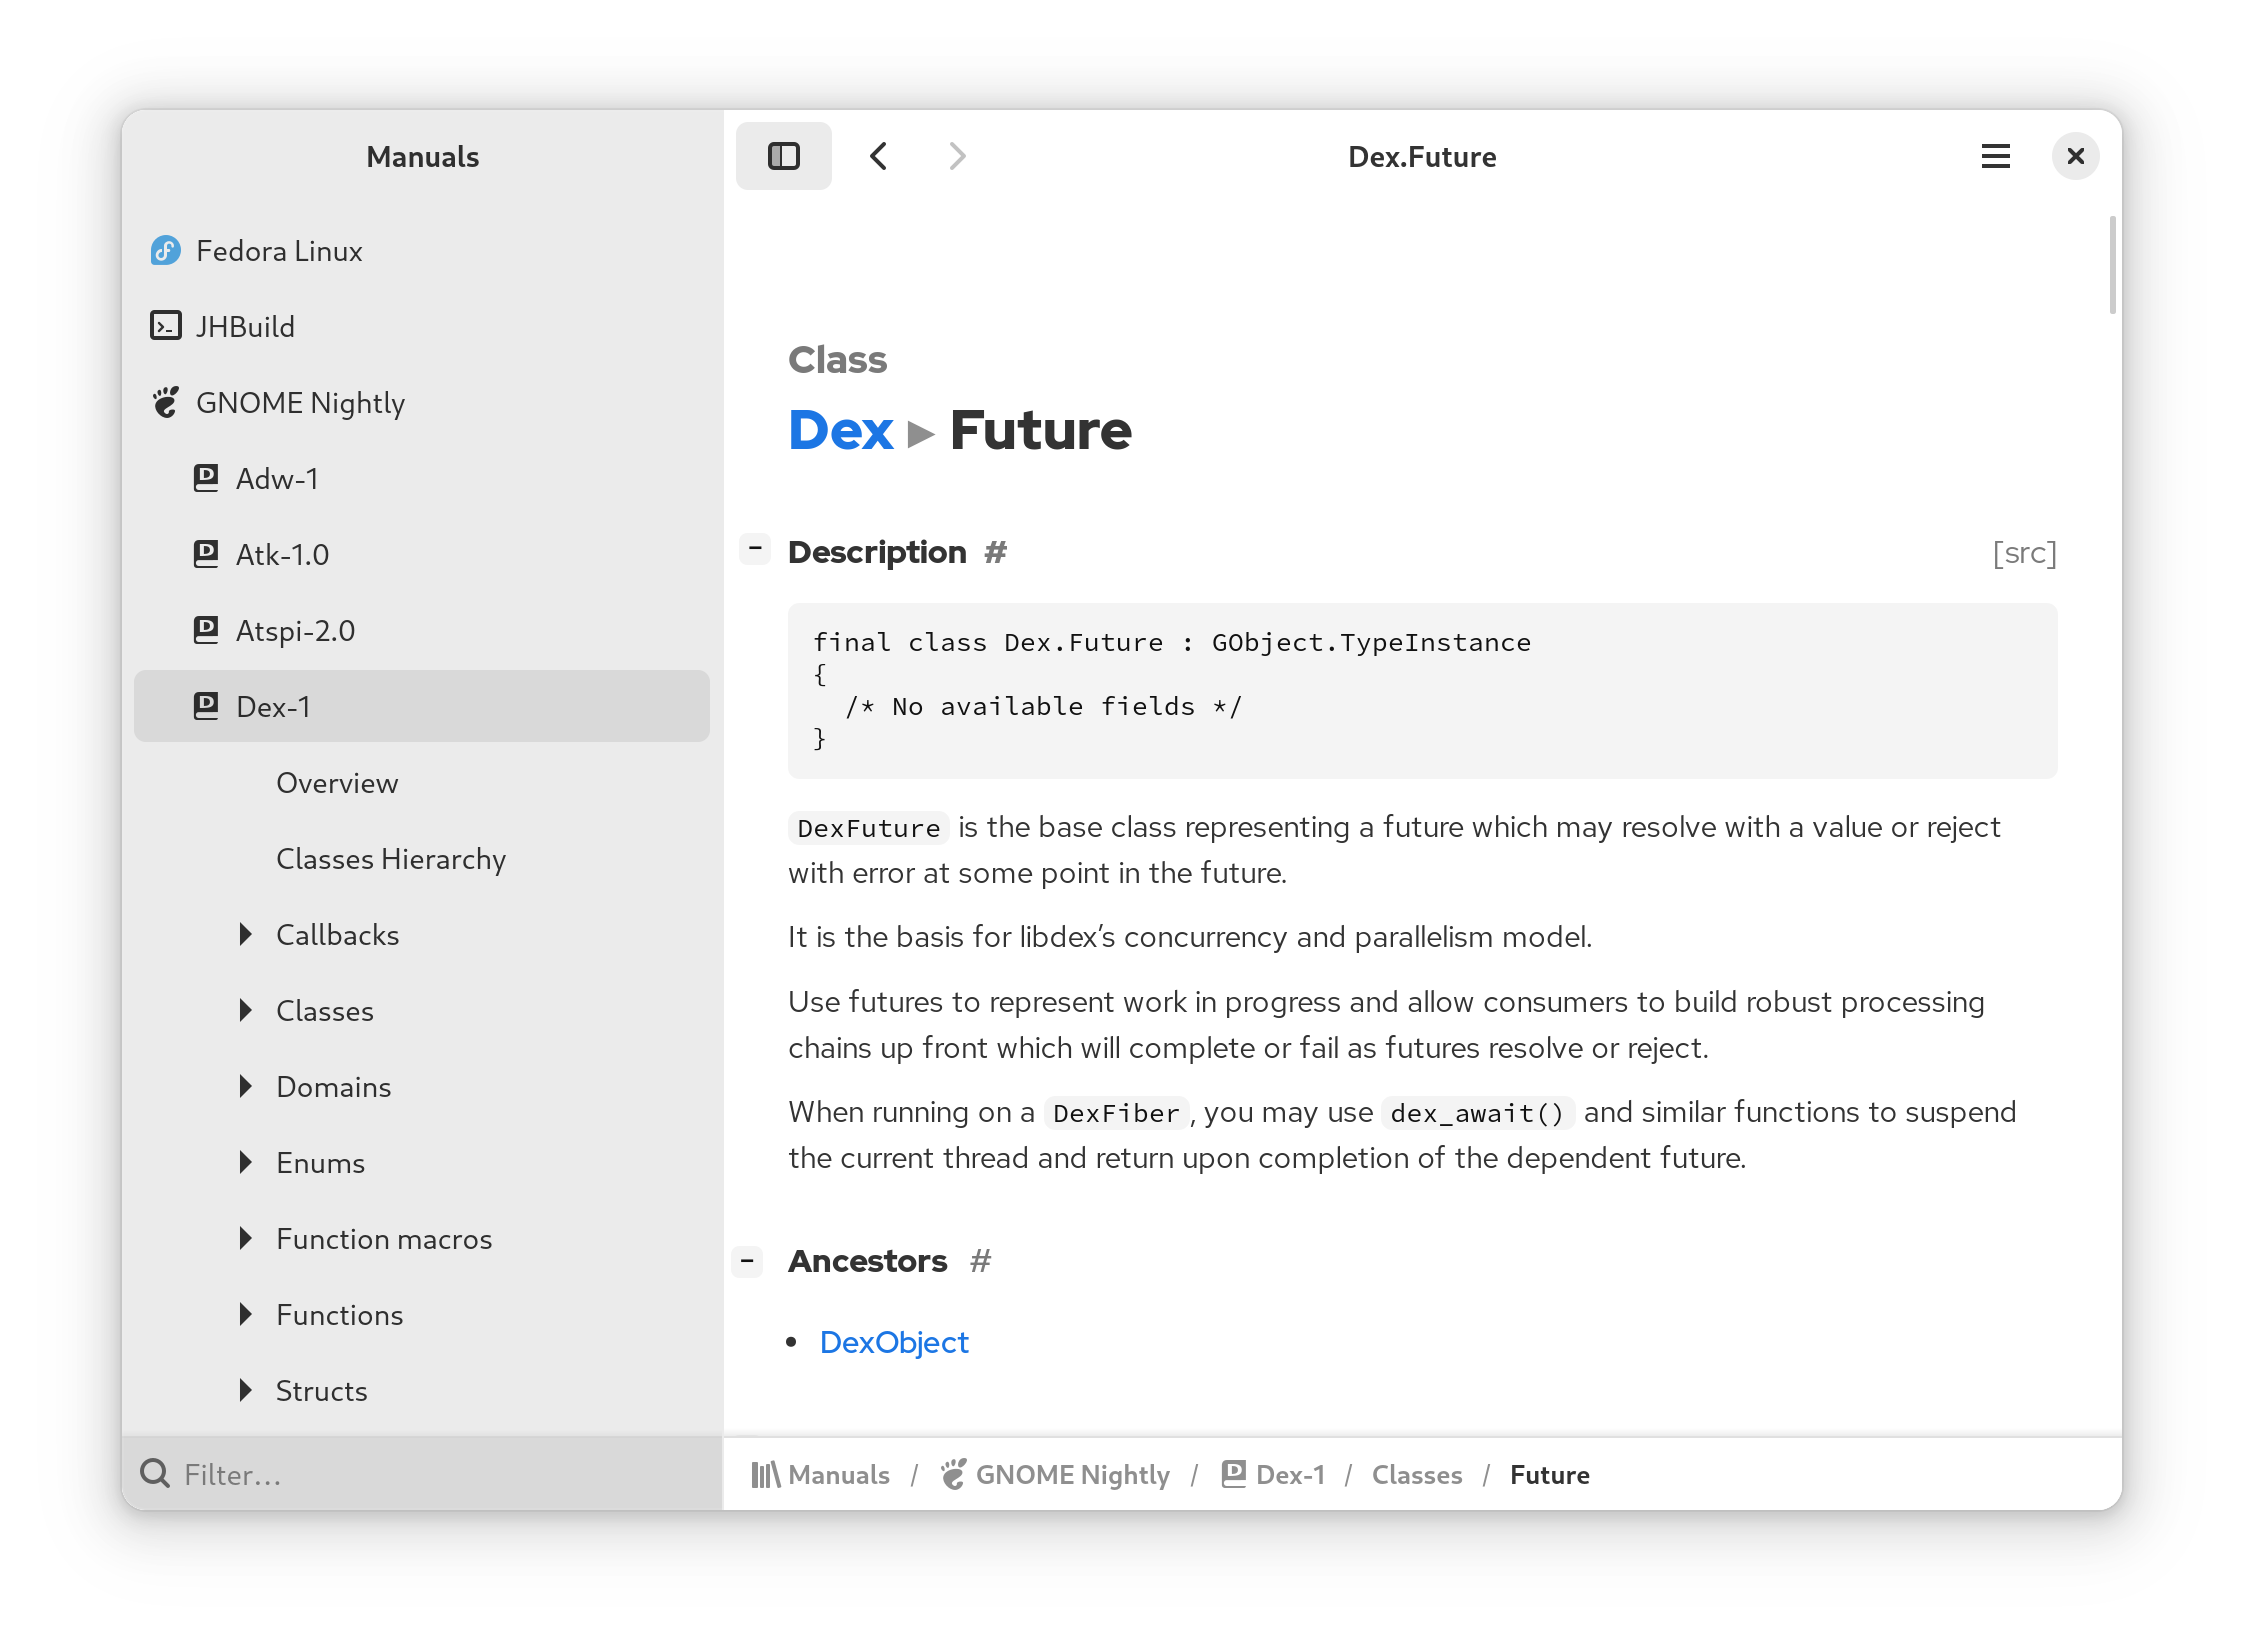 Manuals
Fedora Linux
JHBuild
GNOME Nightly
Adw-1
Atk-1.0
Atspi-2.0
Dex-1
Overview
Classes Hierarchy
Callbacks
Classes
Domains
Enums
Function macros
Functions
Structs
Filter…
Dex.Future
Class
Dex ▸ Future
- Description # [src]
final class Dex.Future : GObject.TypeInstance
{
  /* No available fields */
}
DexFuture is the base class representing a future which may resolve with a value or reject
with error at some point in the future.
It is the basis for libdex’s concurrency and parallelism model.
Use futures to represent work in progress and allow consumers to build robust processing
chains up front which will complete or fail as futures resolve or reject.
When running on a DexFiber, you may use dex_await() and similar functions to suspend
the current thread and return upon completion of the dependent future.
- Ancestors #
• DexObject
Manuals / GNOME Nightly / Dex-1 / Classes / Future